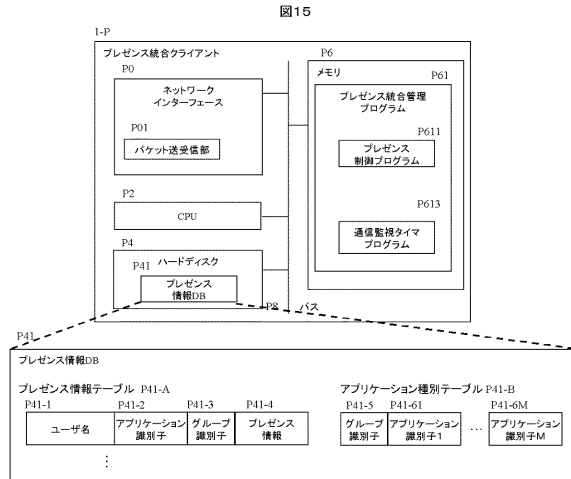 図15
1-P
プレゼンス統合クライアント
P0
ネットワーク
インターフェース
P01
パケット送受信部
P2
CPU
P4
ハードディスク
P41
プレゼンス
情報DB
P8
バス
P6
メモリ
P61
プレゼンス統合管理
プログラム
P611
プレゼンス
制御プログラム
P613
通信監視タイマ
プログラム
P41
プレゼンス情報DB
プレゼンス情報テーブル P41-A
P41-1
P41-2
P41-3
P41-4
ユーザ名
アプリケーション
識別子
グループ
識別子
プレゼンス
情報
⋮
アプリケーション種別テーブル P41-B
P41-5
P41-61
P41-6M
グループ
識別子
アプリケーション
識別子1
…
アプリケーション
識別子M